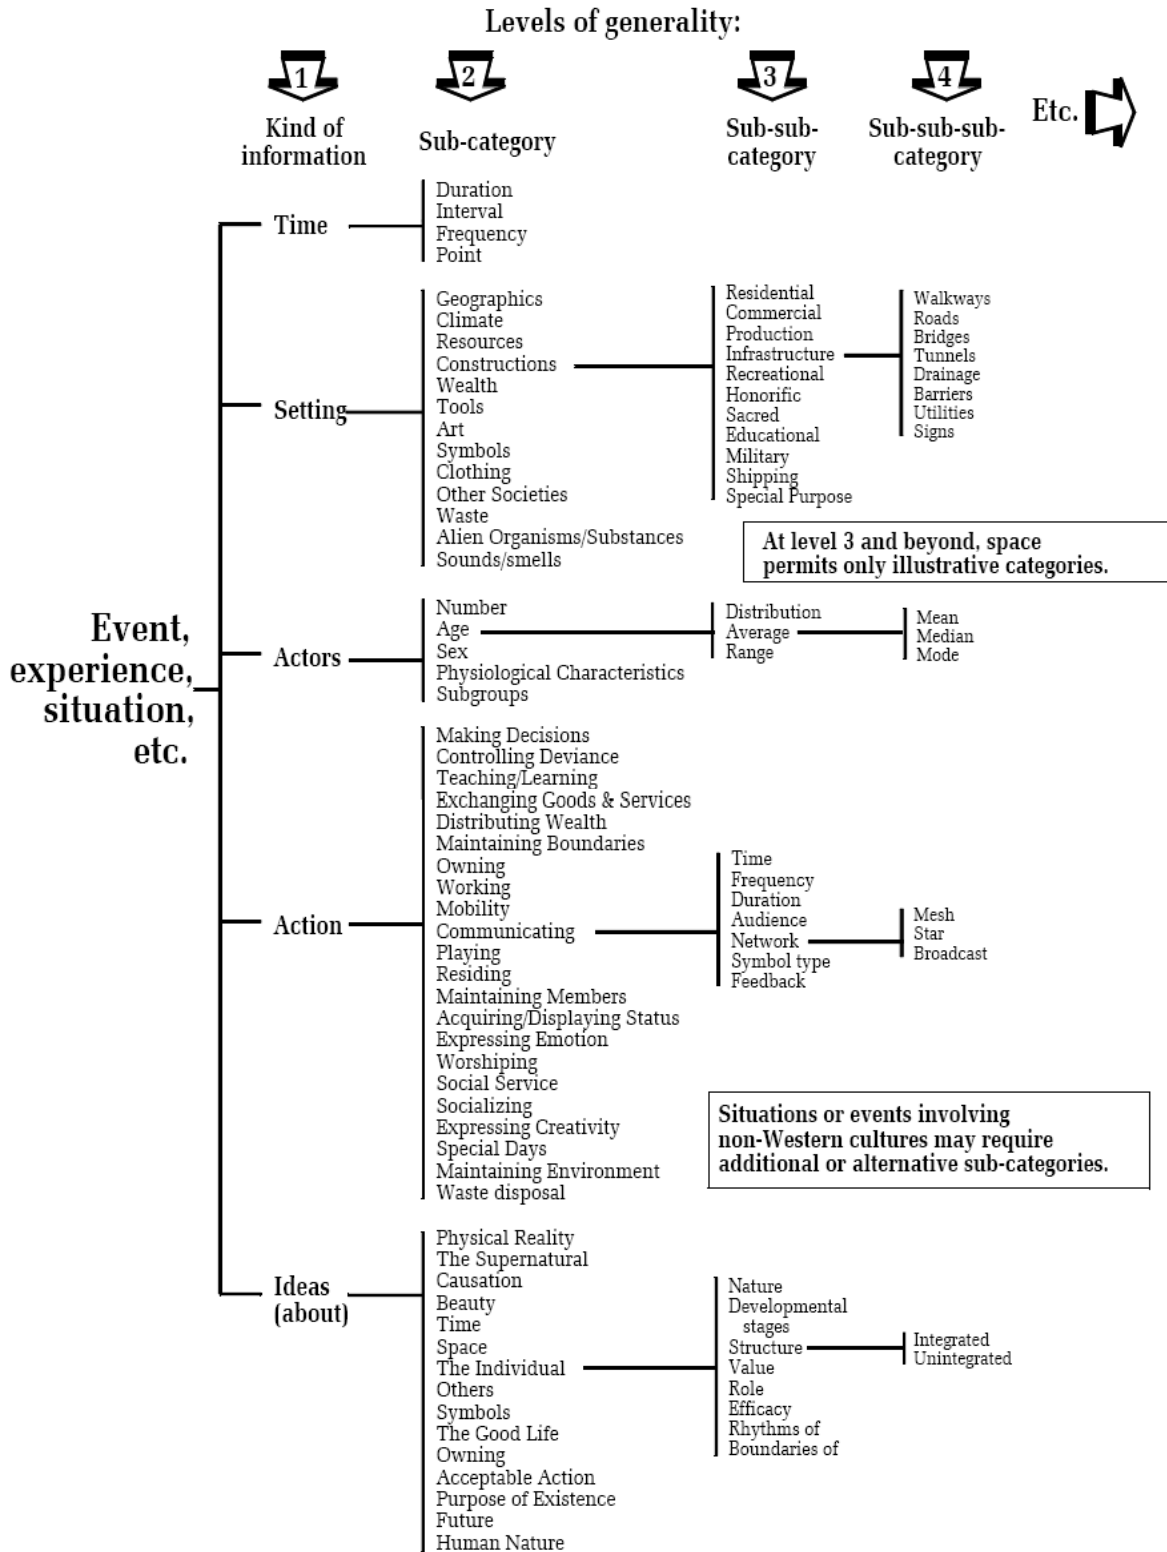 Levels of generality:
1
2
3
4
Etc.
Kind of
information
Sub-category
Sub-sub-
category
Sub-sub-sub-
category
Event,
experience,
situation,
etc.
Time
Duration
Interval
Frequency
Point
Setting
Geographics
Climate
Resources
Constructions
Wealth
Tools
Art
Symbols
Clothing
Other Societies
Waste
Alien Organisms/Substances
Sounds/smells
Residential
Commercial
Production
Infrastructure
Recreational
Honorific
Sacred
Educational
Military
Shipping
Special Purpose
Walkways
Roads
Bridges
Tunnels
Drainage
Barriers
Utilities
Signs
At level 3 and beyond, space
permits only illustrative categories.
Actors
Number
Age
Sex
Physiological Characteristics
Subgroups
Distribution
Average
Range
Mean
Median
Mode
Action
Making Decisions
Controlling Deviance
Teaching/Learning
Exchanging Goods & Services
Distributing Wealth
Maintaining Boundaries
Owning
Working
Mobility
Communicating
Playing
Residing
Maintaining Members
Acquiring/Displaying Status
Expressing Emotion
Worshiping
Social Service
Socializing
Expressing Creativity
Special Days
Maintaining Environment
Waste disposal
Time
Frequency
Duration
Audience
Network
Symbol type
Feedback
Mesh
Star
Broadcast
Situations or events involving
non-Western cultures may require
additional or alternative sub-categories.
Ideas
(about)
Physical Reality
The Supernatural
Causation
Beauty
Time
Space
The Individual
Others
Symbols
The Good Life
Owning
Acceptable Action
Purpose of Existence
Future
Human Nature
Nature
Developmental
stages
Structure
Value
Role
Efficacy
Rhythms of
Boundaries of
Integrated
Unintegrated